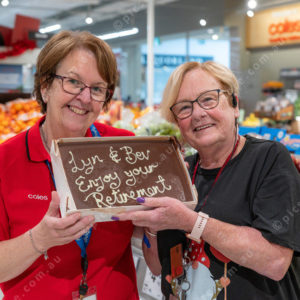 coles
Lyn & Bev
Enjoy your
Retirement
coles